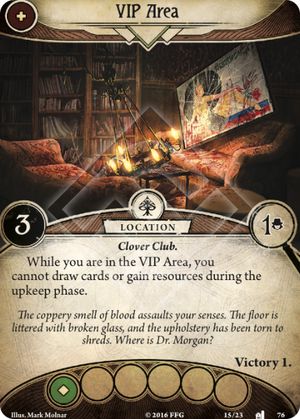 VIP Area
3
1
LOCATION
Clover Club.
While you are in the VIP Area, you
cannot draw cards or gain resources during the
upkeep phase.
The coppery smell of blood assaults your senses. The floor is
littered with broken glass, and the upholstery has been torn to
shreds. Where is Dr. Morgan?
Victory 1.
Illus. Mark Molnar
© 2016 FFG
15/23
76